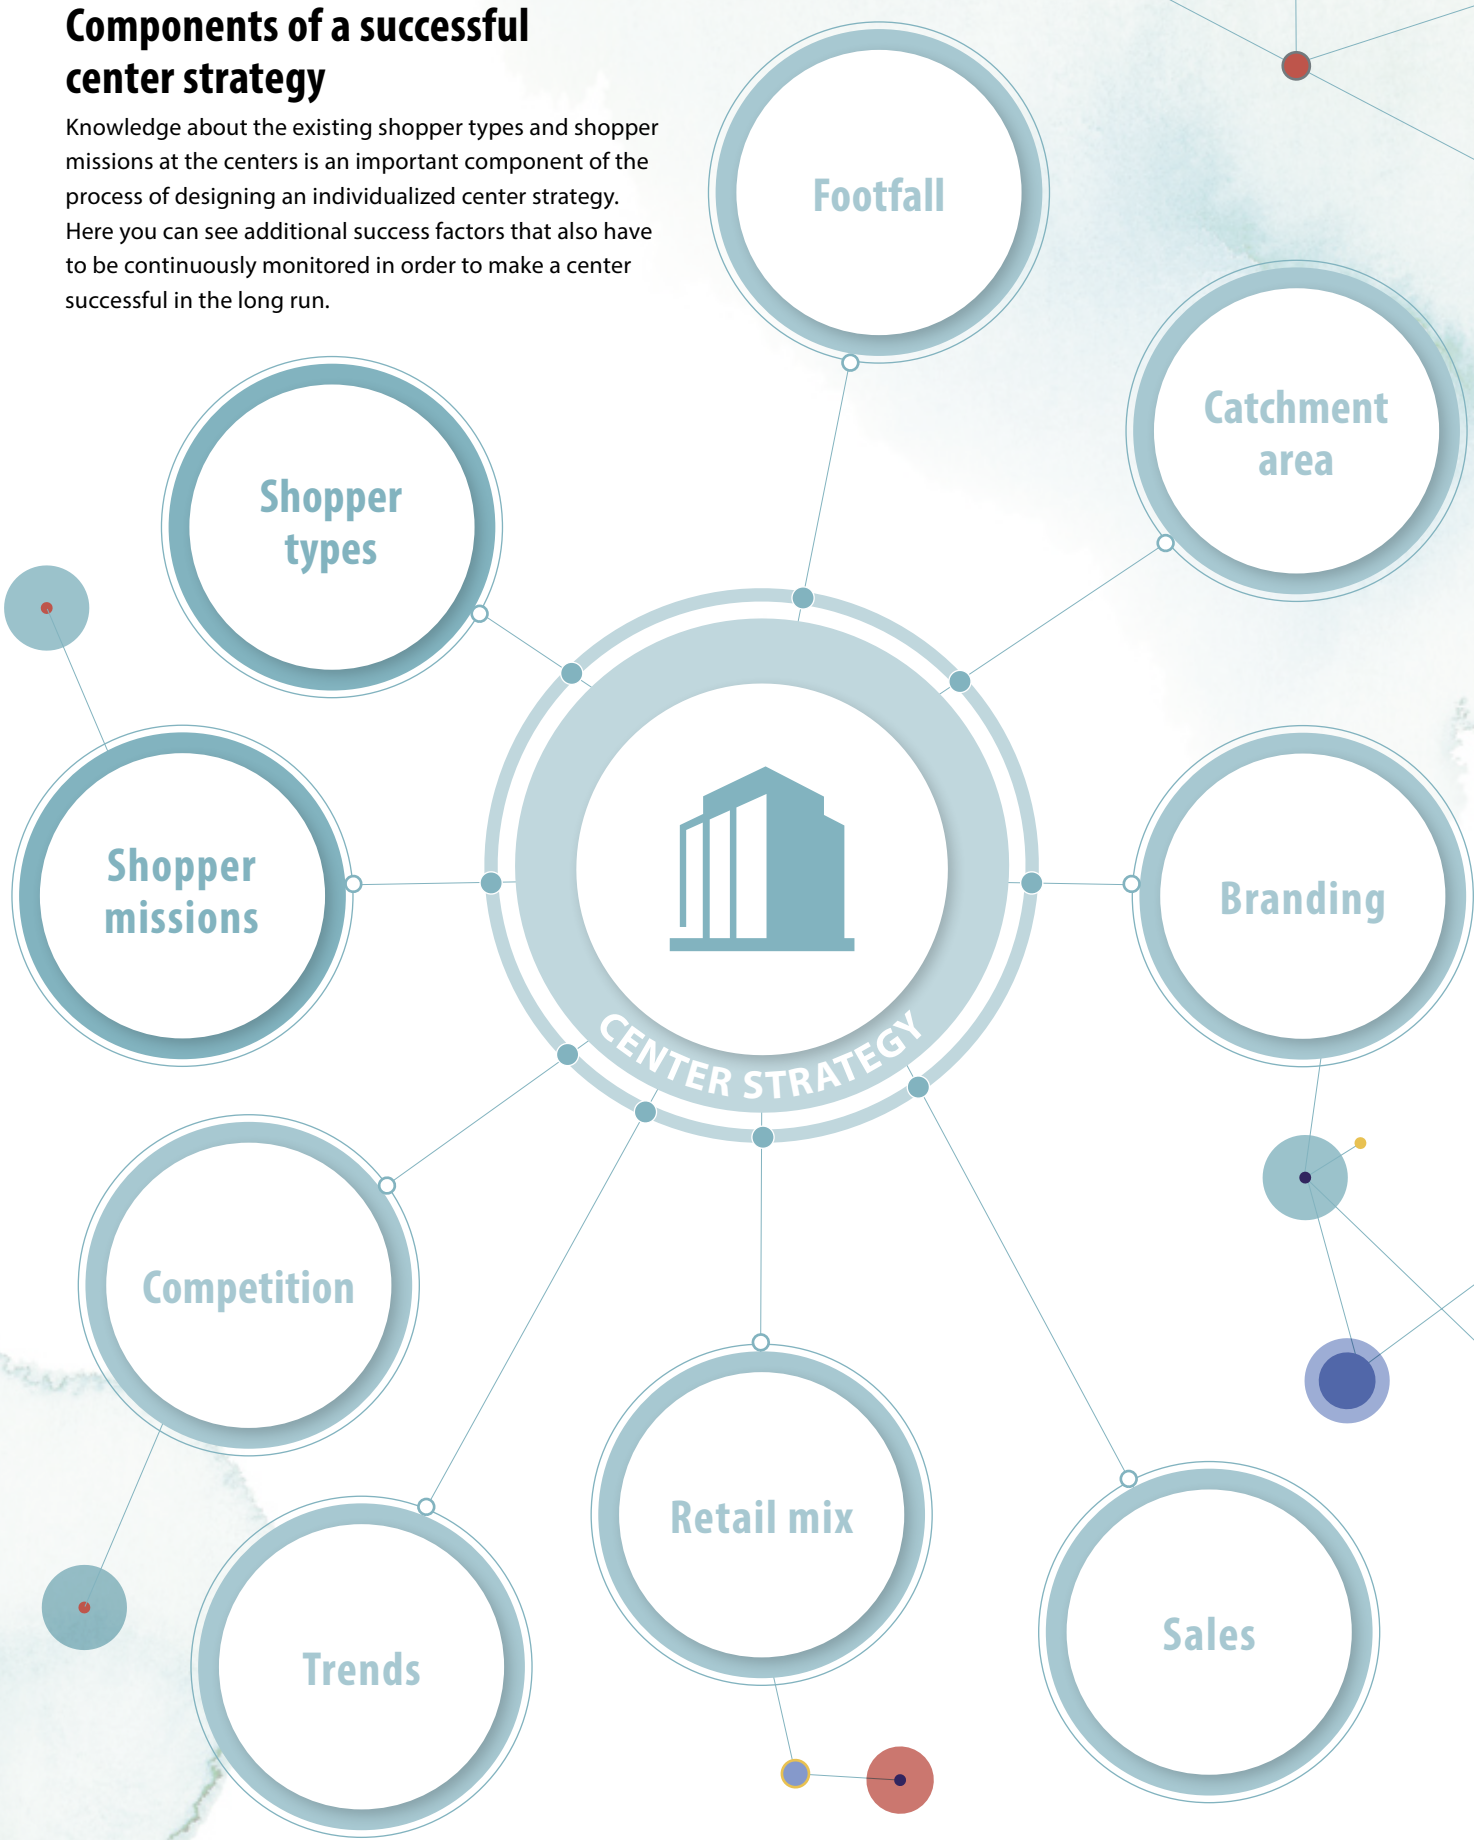 Components of a successful
center strategy
Knowledge about the existing shopper types and shopper
missions at the centers is an important component of the
process of designing an individualized center strategy.
Here you can see additional success factors that also have
to be continuously monitored in order to make a center
successful in the long run.
Footfall
Catchment
area
Shopper
types
Shopper
missions
Branding
CENTER STRATEGY
Competition
Retail mix
Sales
Trends